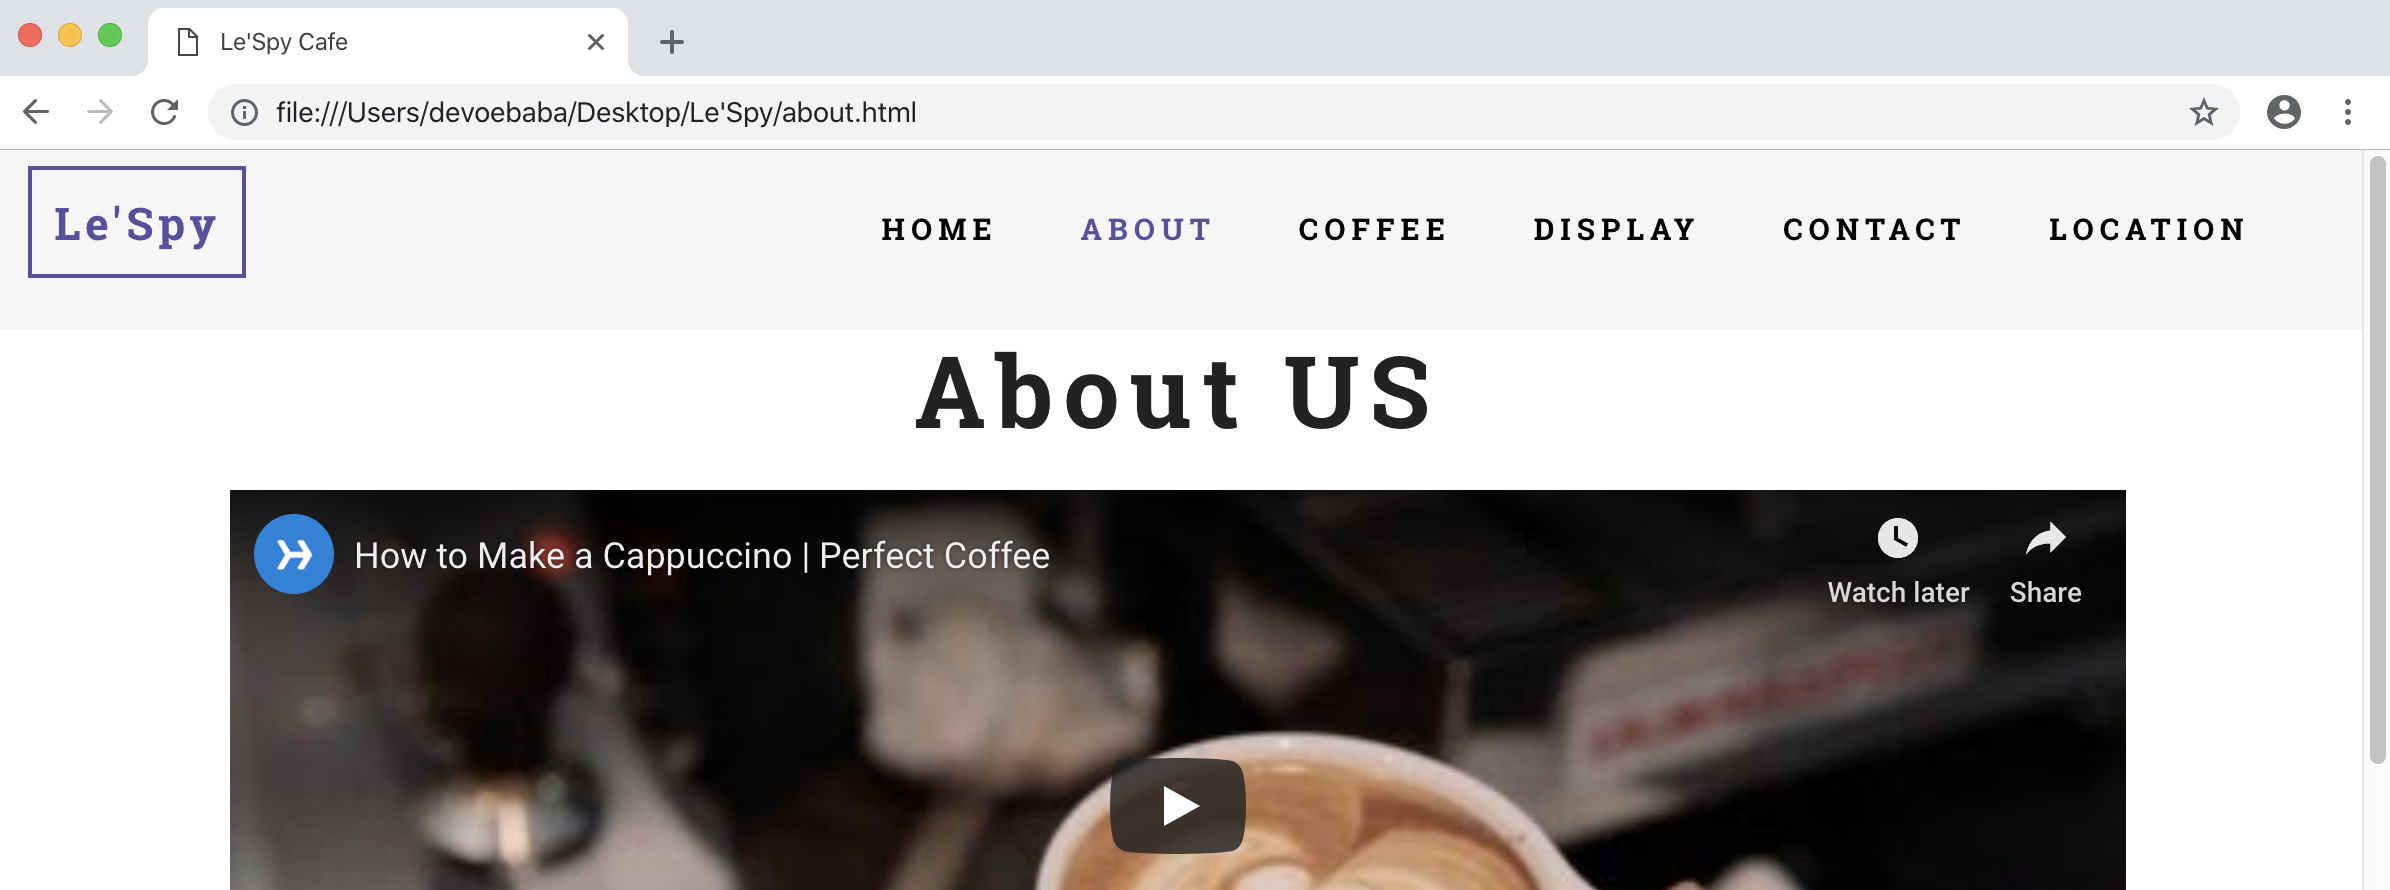 Le'Spy Cafe
file:///Users/devoebaba/Desktop/Le'Spy/about.html
Le'Spy
HOME ABOUT COFFEE DISPLAY CONTACT LOCATION
About US
How to Make a Cappuccino | Perfect Coffee
Watch later Share